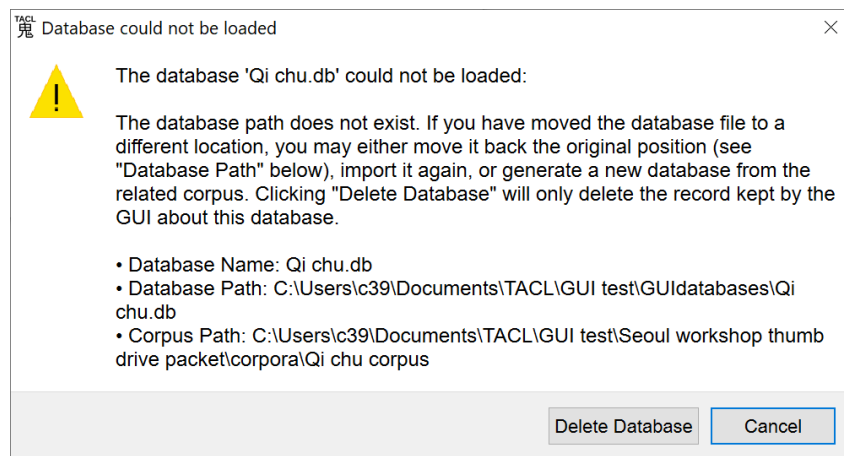 TACL
鬼 Database could not be loaded
The database 'Qi chu.db' could not be loaded:
The database path does not exist. If you have moved the database file to a
different location, you may either move it back the original position (see
"Database Path" below), import it again, or generate a new database from the
related corpus. Clicking "Delete Database" will only delete the record kept by the
GUI about this database.
• Database Name: Qi chu.db
• Database Path: C:\Users\c39\Documents\TACL\GUI test\GUIdatabases\Qi
chu.db
• Corpus Path: C:\Users\c39\Documents\TACL\GUI test\Seoul workshop thumb
drive packet\corpora\Qi chu corpus
Delete Database
Cancel